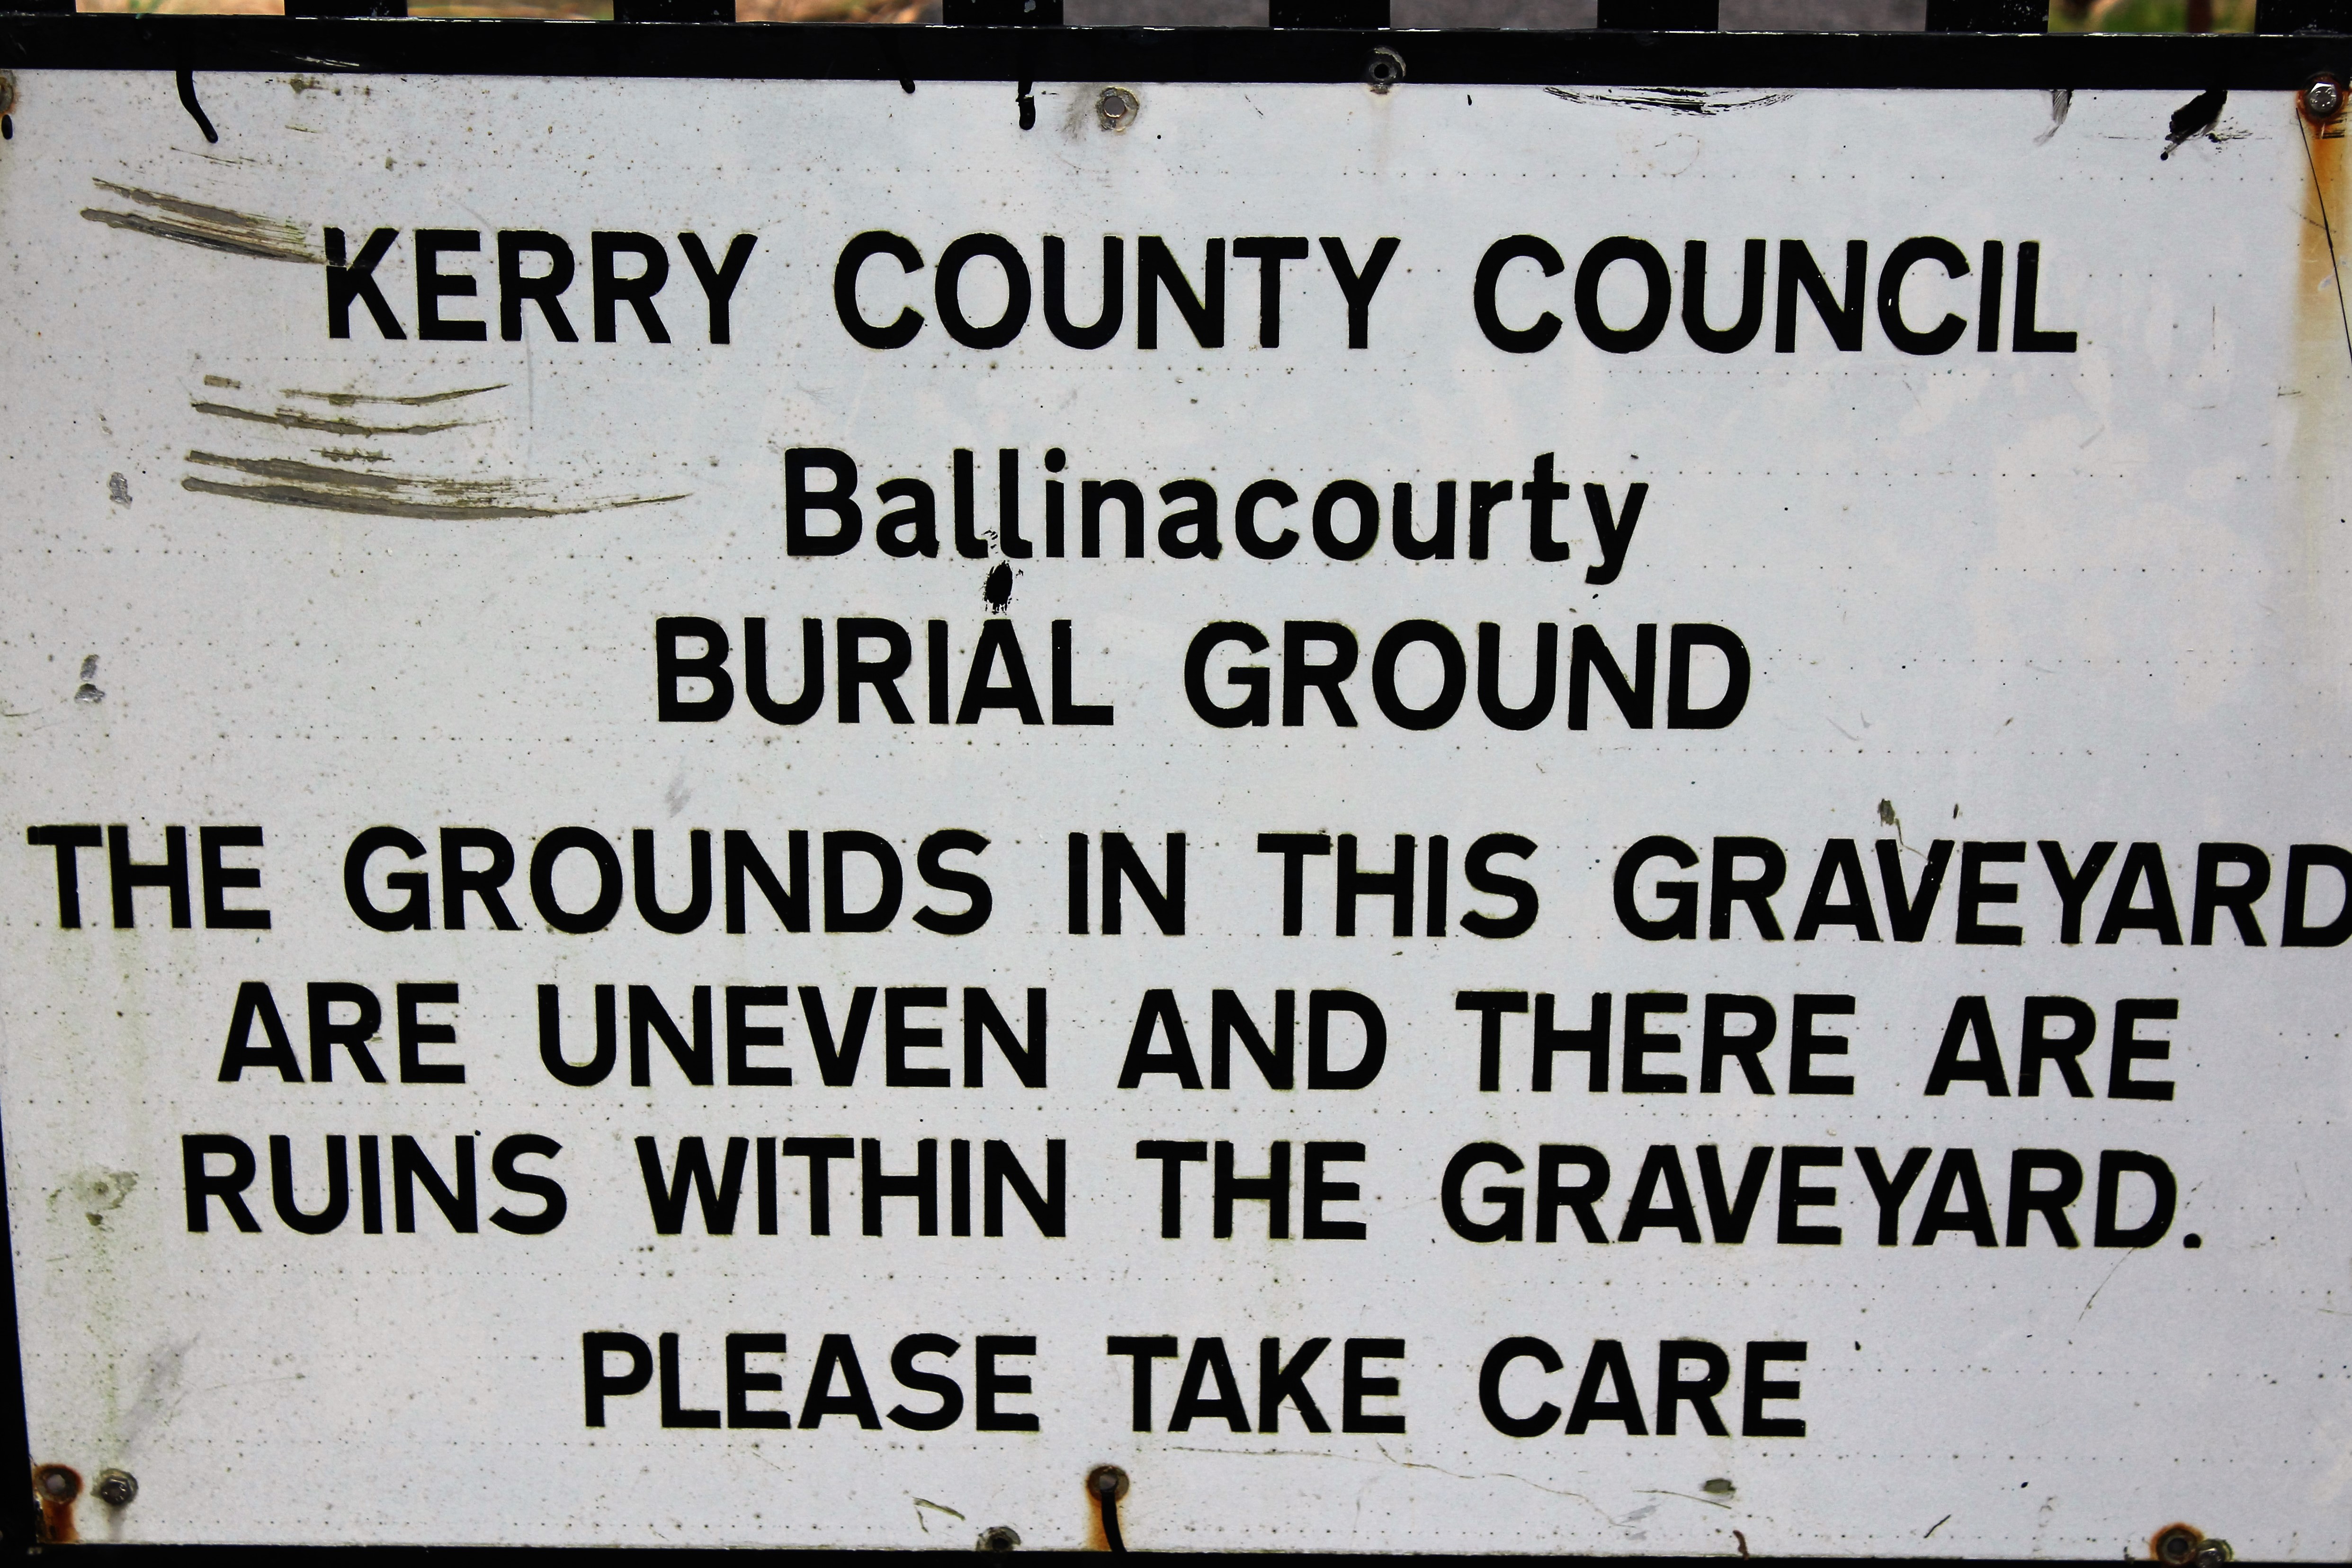 KERRY COUNTY COUNCIL
Ballinacourty
BURIAL GROUND
THE GROUNDS IN THIS GRAVEYARD
ARE UNEVEN AND THERE ARE
RUINS WITHIN THE GRAVEYARD.
PLEASE TAKE CARE